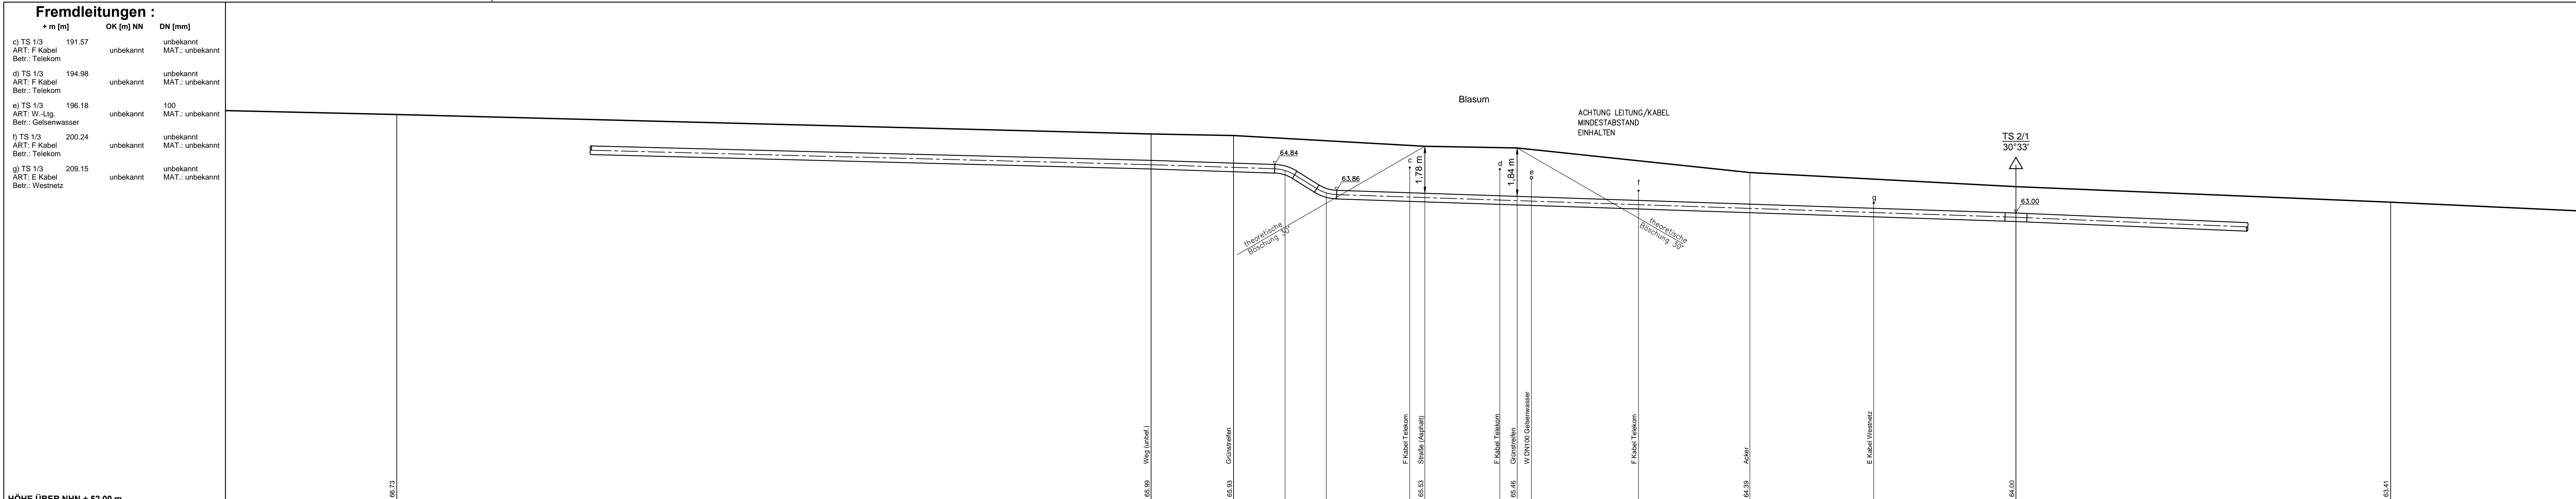 Fremdleitungen :
+ m [m] OK [m] NN DN [mm]
c) TS 1/3 191.57 unbekannt
ART: F Kabel unbekannt MAT.: unbekannt
Betr.: Telekom
d) TS 1/3 194.98 unbekannt
ART: F Kabel unbekannt MAT.: unbekannt
Betr.: Telekom
e) TS 1/3 196.18 100
ART: W.-Ltg. unbekannt MAT.: unbekannt
Betr.: Gelsenwasser
f) TS 1/3 200.24 unbekannt
ART: F Kabel unbekannt MAT.: unbekannt
Betr.: Telekom
g) TS 1/3 209.15 unbekannt
ART: E Kabel unbekannt MAT.: unbekannt
Betr.: Westnetz
HÖHE ÜBER NHN + 52.00 m
Blasum
ACHTUNG LEITUNG/KABEL
MINDESTABSTAND
EINHALTEN
TS 2/1
30°33'
64.84
63.86
c
1,78 m
d
1,84 m
e
f
g
63.00
theoretische
Böschung 30°
theoretische
Böschung 30°
66.73
Weg (unbef.)
65.99
Grünstreifen
65.93
F Kabel Telekom
Straße (Asphalt)
65.53
F Kabel Telekom
Grünstreifen
65.46
W DN100 Gelsenwasser
F Kabel Telekom
Acker
64.39
E Kabel Westnetz
64.00
63.41